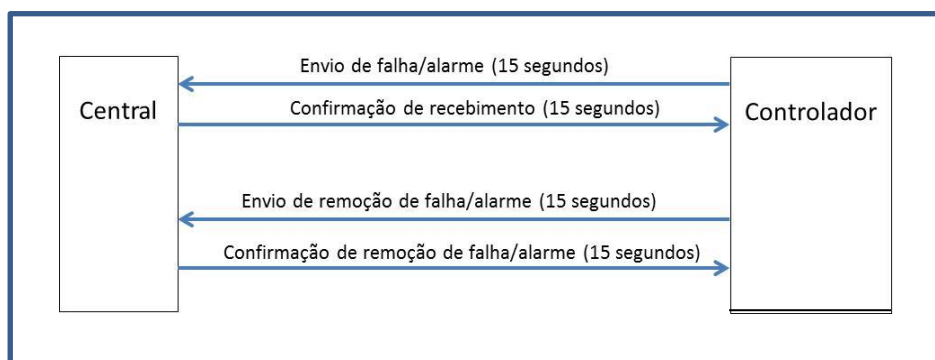 Envio de falha/alarme (15 segundos)
Central
Confirmação de recebimento (15 segundos)
Controlador
Envio de remoção de falha/alarme (15 segundos)
Confirmação de remoção de falha/alarme (15 segundos)